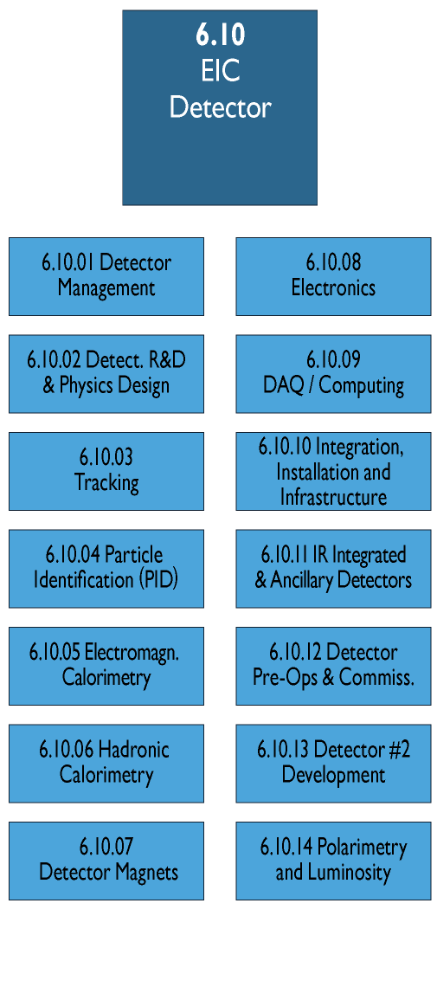 6.10
EIC
Detector
6.10.01 Detector
Management
6.10.02 Detect. R&D
& Physics Design
6.10.03
Tracking
6.10.04 Particle
Identification (PID)
6.10.05 Electromagn.
Calorimetry
6.10.06 Hadronic
Calorimetry
6.10.07
Detector Magnets
6.10.08
Electronics
6.10.09
DAQ / Computing
6.10.10 Integration,
Installation and
Infrastructure
6.10.11 IR Integrated
& Ancillary Detectors
6.10.12 Detector
Pre-Ops & Commiss.
6.10.13 Detector #2
Development
6.10.14 Polarimetry
and Luminosity